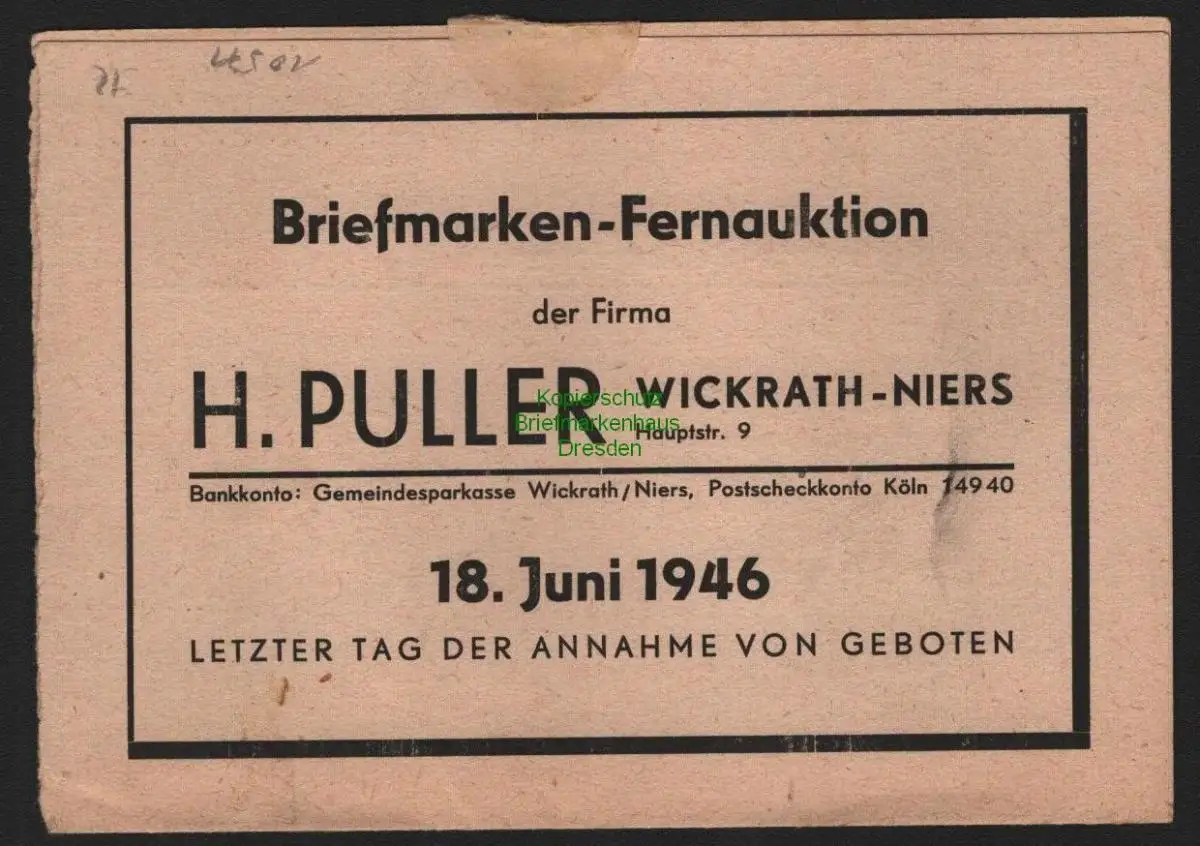 Briefmarken-Fernauktion
der Firma
H. PULLER WICKRATH-NIERS
Hauptstr. 9
Kopierschutz
Briefmarkenhaus
Dresden
Bankkonto: Gemeindesparkasse Wickrath/Niers, Postscheckkonto Köln 14940
18. Juni 1946
LETZTER TAG DER ANNAHME VON GEBOTEN